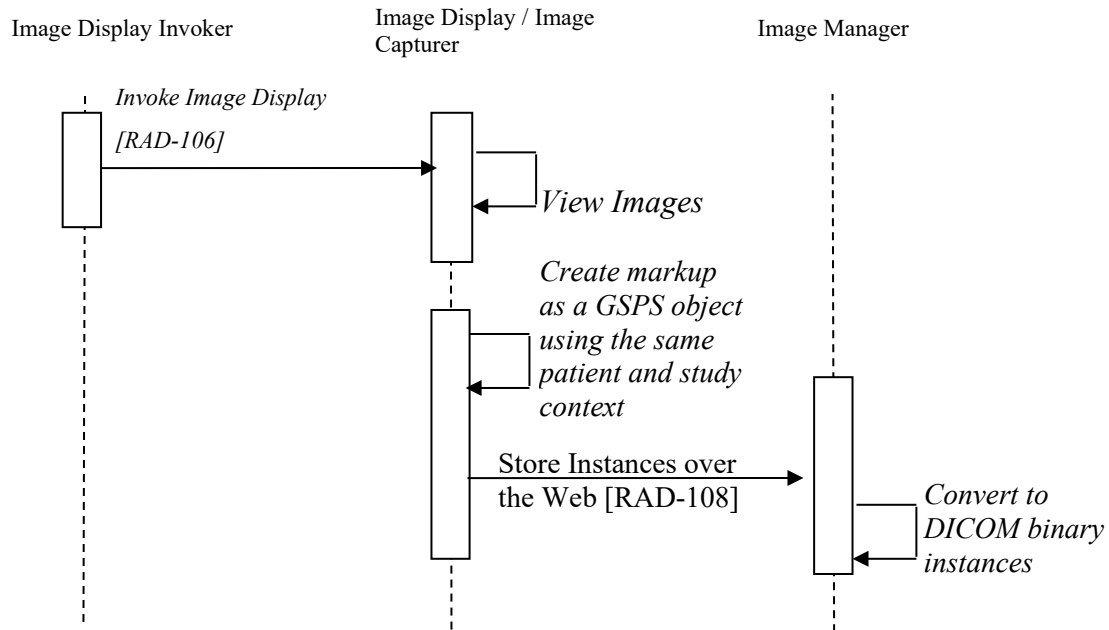 Image Display Invoker
Image Display / Image
Capturer
Image Manager
Invoke Image Display
[RAD-106]
View Images
Create markup
as a GSPS object
using the same
patient and study
context
Store Instances over
the Web [RAD-108]
Convert to
DICOM binary
instances